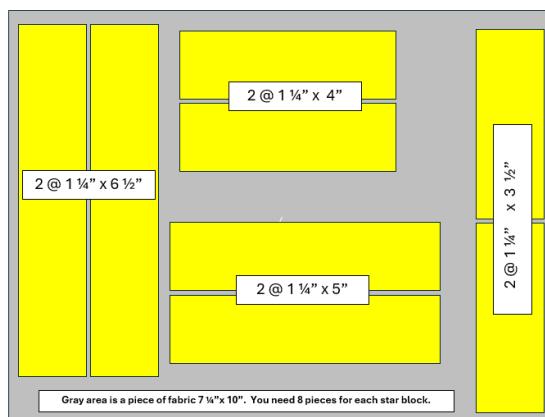 2 @ 1 ¼” x 4”
2 @ 1 ¼” x 6 ½”
2 @ 1 ¼” x 3 ½”
2 @ 1 ¼” x 5”
Gray area is a piece of fabric 7 ¼”x 10”. You need 8 pieces for each star block.